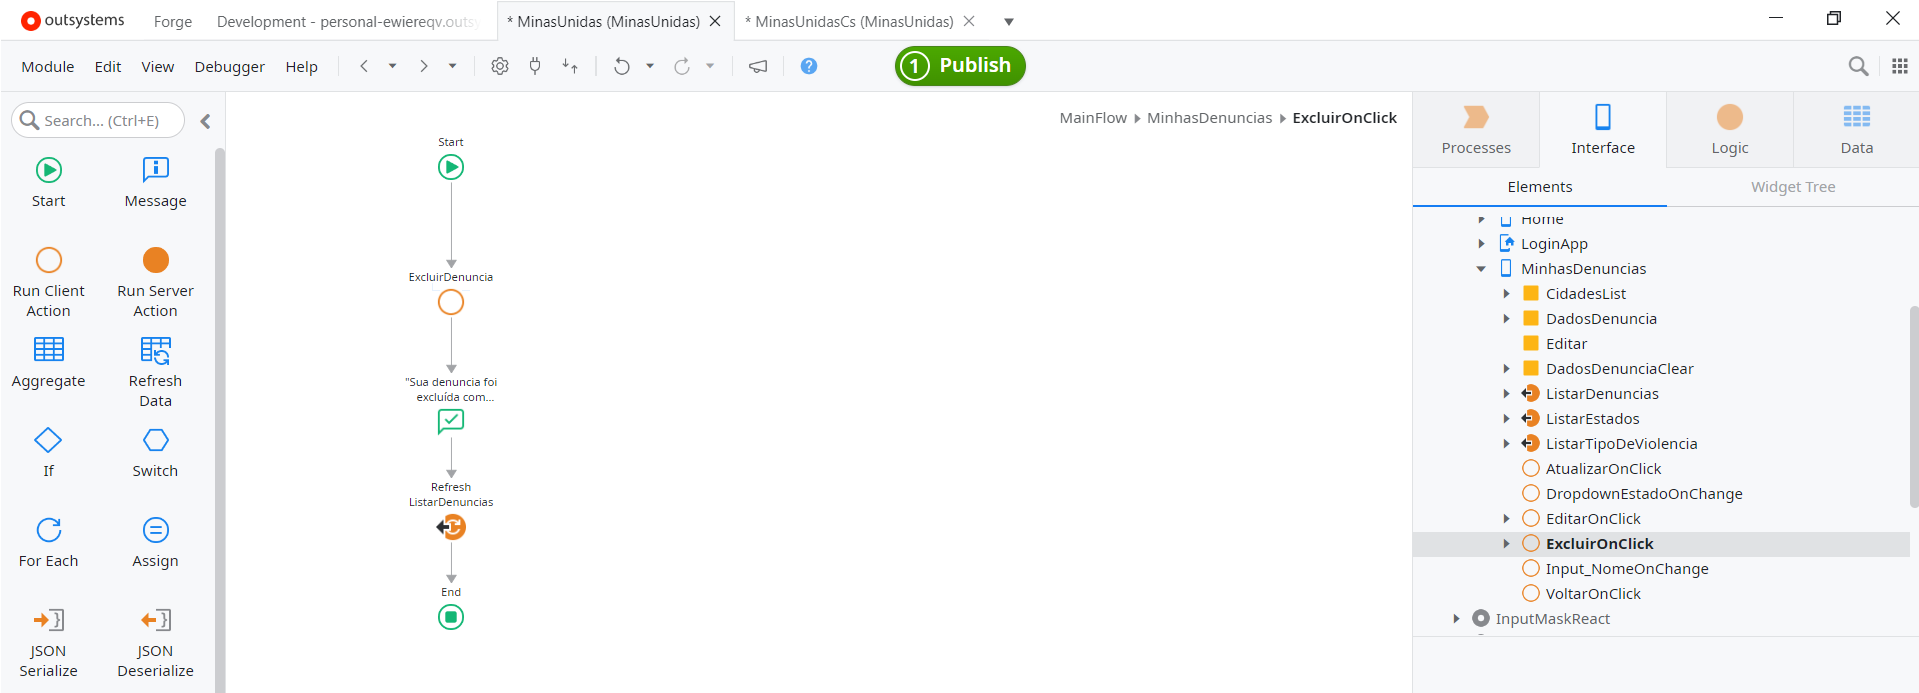 outsystems
Forge
Development - personal-ewiereqv.outsy
* MinasUnidas (MinasUnidas)
* MinasUnidasCs (MinasUnidas)
Module
Edit
View
Debugger
Help
1 Publish
Search... (Ctrl+E)
Start
Message
Run Client
Action
Run Server
Action
Aggregate
Refresh
Data
If
Switch
For Each
Assign
JSON
Serialize
JSON
Deserialize
MainFlow
MinhasDenuncias
ExcluirOnClick
Start
ExcluirDenuncia
"Sua denuncia foi
excluída com...
Refresh
ListarDenuncias
End
Processes
Interface
Logic
Data
Elements
Widget Tree
Home
LoginApp
MinhasDenuncias
CidadesList
DadosDenuncia
Editar
DadosDenunciaClear
ListarDenuncias
ListarEstados
ListarTipoDeViolencia
AtualizarOnClick
DropdownEstadoOnChange
EditarOnClick
ExcluirOnClick
Input_NomeOnChange
VoltarOnClick
InputMaskReact